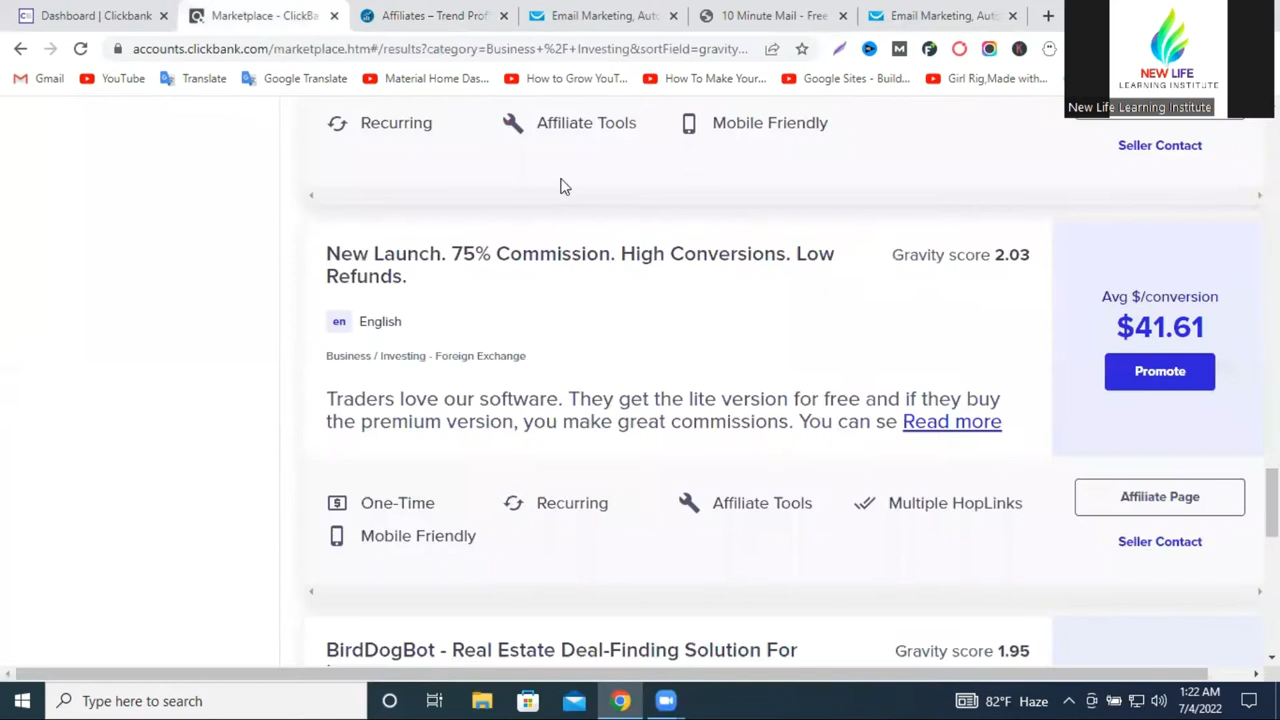 Dashboard | Clickbank
Marketplace - ClickBa
Affiliates – Trend Prof
Email Marketing, Auto
10 Minute Mail - Free
Email Marketing, Auto
accounts.clickbank.com/marketplace.htm#/results?category=Business+%2F+Investing&sortField=gravity...
Gmail
YouTube
Translate
Google Translate
Material Home Das...
How to Grow YouT...
How To Make Your...
Google Sites - Build...
Girl Rig,Made with...
NEW LIFE
LEARNING INSTITUTE
New Life Learning Institute
Recurring
Affiliate Tools
Mobile Friendly
Seller Contact
New Launch. 75% Commission. High Conversions. Low
Refunds.
Gravity score 2.03
en English
Business / Investing - Foreign Exchange
Avg $/conversion
$41.61
Promote
Traders love our software. They get the lite version for free and if they buy
the premium version, you make great commissions. You can se Read more
One-Time
Recurring
Affiliate Tools
Multiple HopLinks
Mobile Friendly
Affiliate Page
Seller Contact
BirdDogBot - Real Estate Deal-Finding Solution For
Gravity score 1.95
Type here to search
82°F Haze
1:22 AM
7/4/2022